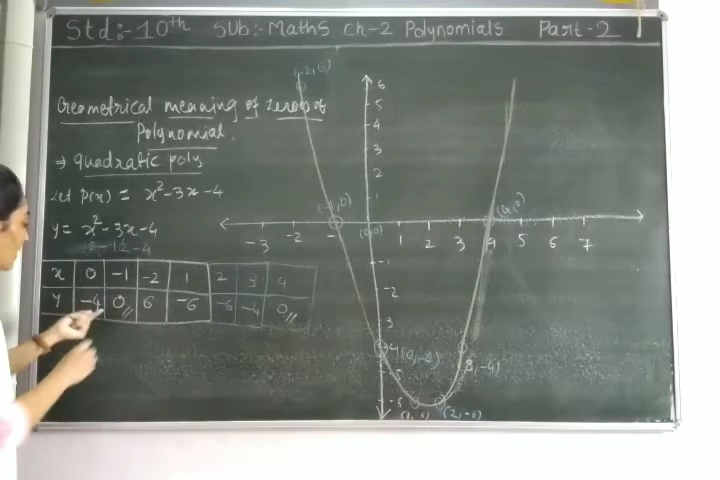 Std:- 10th Sub:- Maths Ch-2 Polynomials Part-2
Geometrical meaning of zeros of
Polynomial.
⇒ quadratic poly.
Let P(x) = x²-3x-4
y = x²-3x-4
x 0 -1 -2 1 2 3 4
y -4 0 6 -6 -6 -4 0
(-2,6)
6
5
4
3
2
1
(-1,0)
(4,0)
(0,0)
-3 -2 1 2 3 4 5 6 7
-1
-2
3
4(0,-4)
(3,-4)
5
-6
(2,-6)